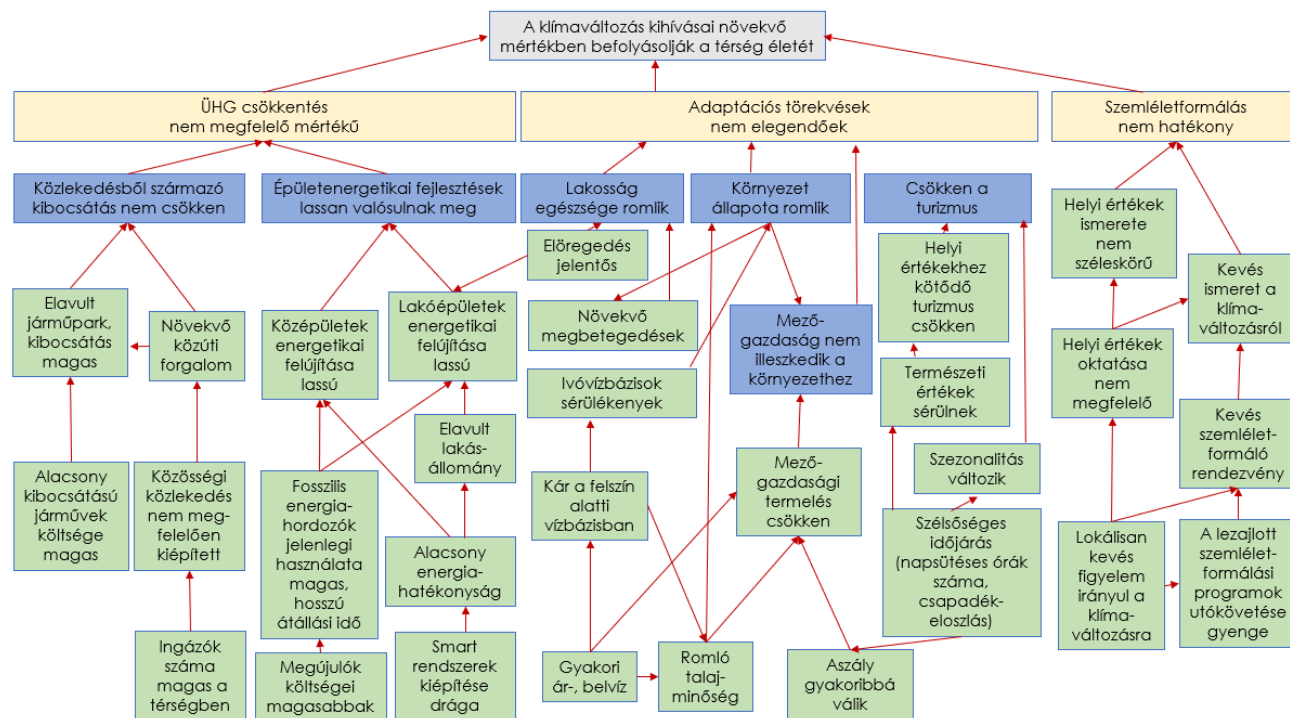 A klímaváltozás kihívásai növekvő
mértékben befolyásolják a térség életét
ÜHG csökkentés
nem megfelelő mértékű
Adaptációs törekvések
nem elegendőek
Szemléletformálás
nem hatékony
Közlekedésből származó
kibocsátás nem csökken
Épületenergetikai fejlesztések
lassan valósulnak meg
Lakosság
egészsége romlik
Környezet
állapota romlik
Csökken a
turizmus
Helyi értékek
ismerete
nem
széleskörű
Elöregedés
jelentős
Helyi
értékekhez
kötődő
turizmus
csökken
Kevés
ismeret a
klíma-
változásról
Elavult
járműpark,
kibocsátás
magas
Növekvő
közúti
forgalom
Középületek
energetikai
felújítása
lassú
Lakóépületek
energetikai
felújítása
lassú
Növekvő
megbetegedések
Mező-
gazdaság nem
illeszkedik a
környezethez
Helyi értékek
oktatása
nem
megfelelő
Ivóvízbázisok
sérülékenyek
Természeti
értékek
sérülnek
Elavult
lakás-
állomány
Kevés
szemlélet-
formáló
rendezvény
Alacsony
kibocsátású
járművek
költsége
magas
Közösségi
közlekedés
nem meg-
felelően
kiépített
Fosszilis
energia-
hordozók
jelenlegi
használata
magas,
hosszú
átállási idő
Kár a felszín
alatti
vízbázisban
Mező-
gazdasági
termelés
csökken
Szezonalitás
változik
Szélsőséges
időjárás
(napsütéses órák
száma,
csapadék-
eloszlás)
Lokálisan
kevés
figyelem
irányul a
klíma-
változásra
A lezajlott
szemlélet-
formálási
programok
utókövetése
gyenge
Alacsony
energia-
hatékonyság
Ingázók
száma
magas a
térségben
Megújulók
költségei
magasabbak
Smart
rendszerek
kiépítése
drága
Gyakori
ár-, belvíz
Romló
talaj-
minőség
Aszály
gyakoribbá
válik